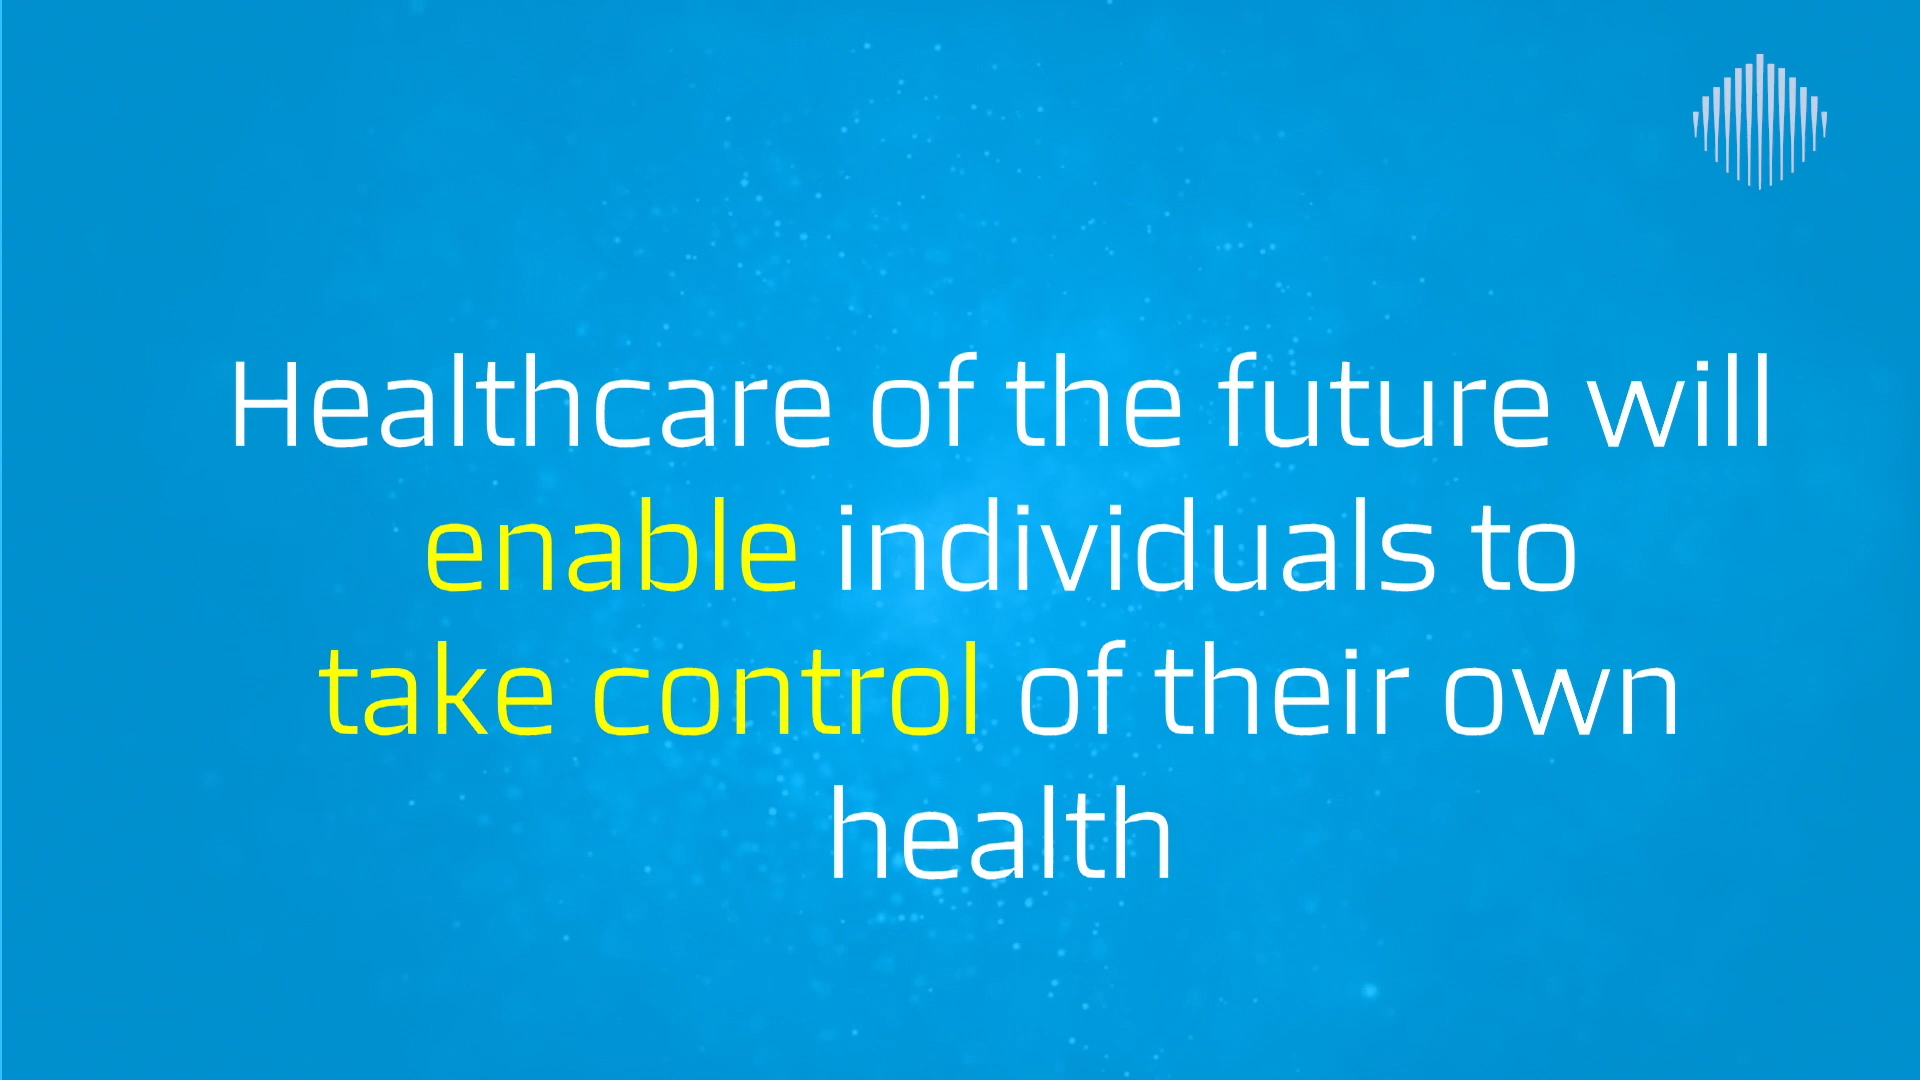 Healthcare of the future will
enable individuals to
take control of their own
health